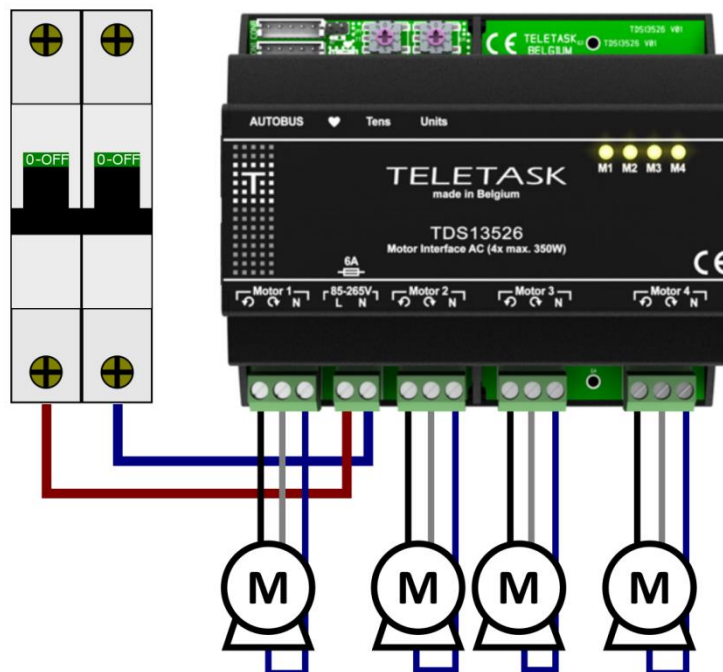 TELETASK
BELGIUM
TDS13526 V01
TDS13526 V01
0-OFF
0-OFF
AUTOBUS
Tens
Units
M1 M2 M3 M4
T
TELETASK
made in Belgium
TDS13526
Motor Interface AC (4x max. 350W)
6A
CE
Motor 1
85-265V
Motor 2
Motor 3
Motor 4
N
L N
N
N
N
M
M
M
M